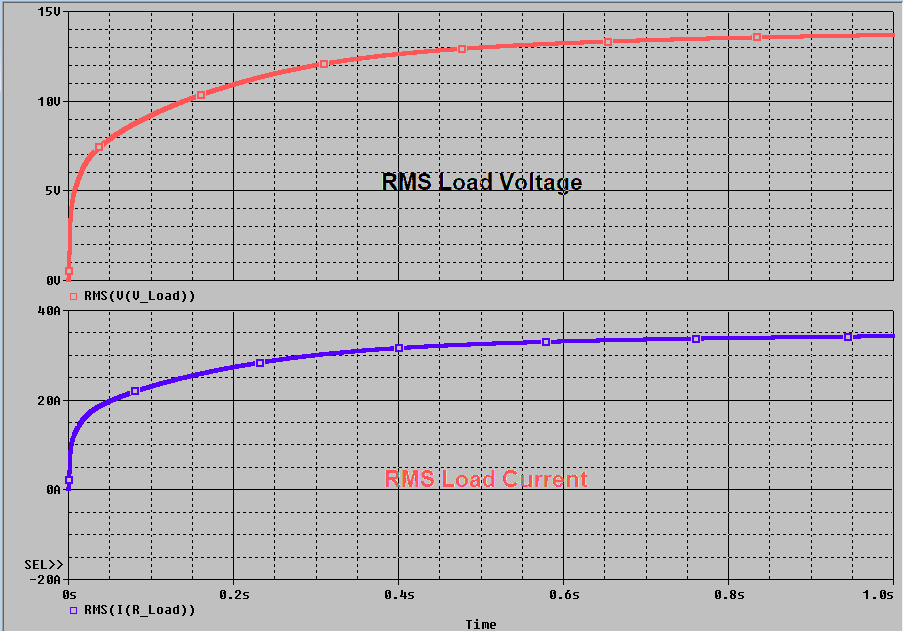 15V
10V
5V
0V
RMS Load Voltage
RMS(V(V_Load))
40A
20A
0A
RMS Load Current
SEL>>
-20A
0s 0.2s 0.4s 0.6s 0.8s 1.0s
RMS(I(R_Load))
Time